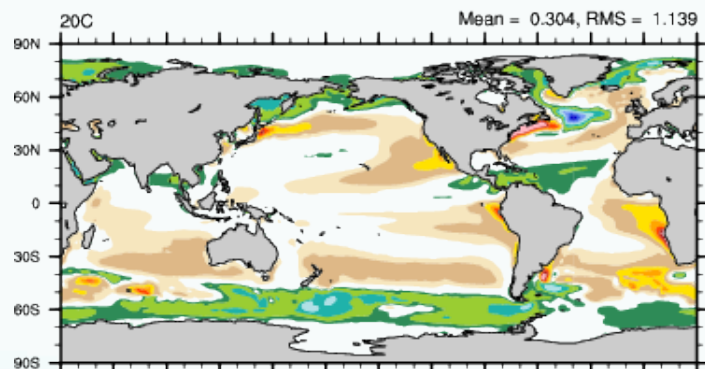 20C Mean = 0.304, RMS = 1.139
90N
60N
30N
0
30S
60S
90S